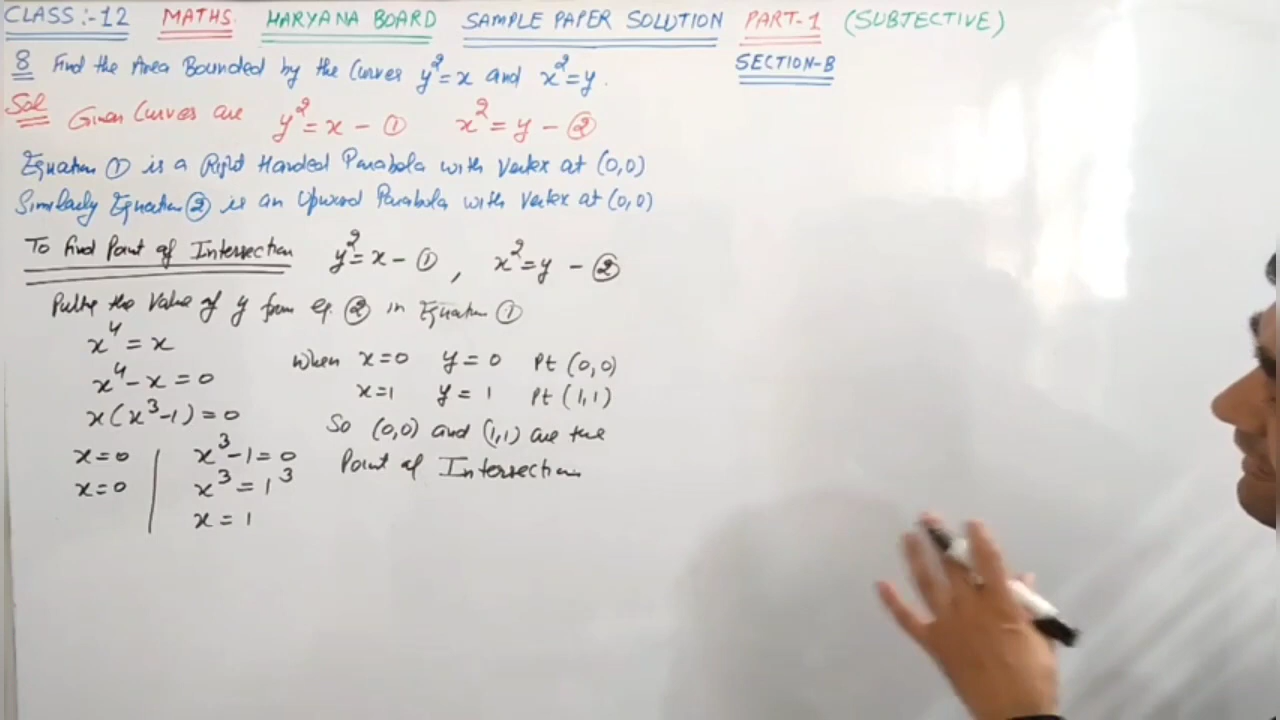 CLASS:-12 MATHS. HARYANA BOARD SAMPLE PAPER SOLUTION PART-1 (SUBJECTIVE)
SECTION-B
8 Find the Area Bounded by the Curves y²=x and x²=y.
Sol Given Curves are y²=x-① x²=y-②
Equation ① is a Right Handed Parabola with Vertex at (0,0)
Similarly Equation ② is an Upward Parabola with Vertex at (0,0)
To Find Point of Intersection y²=x-①, x²=y-②
Putting the Value of y from eq. ② in Equation ①
x⁴=x
x⁴-x=0
x(x³-1)=0
x=0 | x³-1=0
x=0 | x³=1³
x=1
When x=0 y=0 Pt (0,0)
x=1 y=1 Pt (1,1)
So (0,0) and (1,1) are the
Point of Intersection